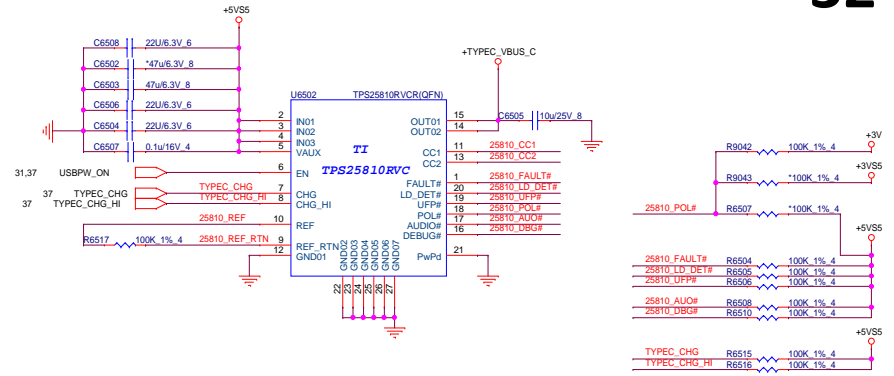 +5VS5
C6508 22U/6.3V_6
C6502 *47u/6.3V_8
C6503 47u/6.3V_8
C6506 22U/6.3V_6
C6504 22U/6.3V_6
C6507 0.1u/16V_4
+TYPEC_VBUS_C
C6505 10u/25V_8
U6502 TPS25810RVCR(QFN)
TI
TPS25810RVC
2 IN01
3 IN02
4 IN03
5 VAUX
6 EN
7 CHG
8 CHG_HI
10 REF
9 REF_RTN
12 GND01
OUT01 15
OUT02 14
CC1 11 25810_CC1
CC2 13 25810_CC2
FAULT# 1 25810_FAULT#
LD_DET# 20 25810_LD_DET#
UFP# 19 25810_UFP#
POL# 18 25810_POL#
AUDIO# 17 25810_AUO#
DEBUG# 16 25810_DBG#
PwPd 21
GND02 GND03 GND04 GND05 GND06 GND07
22 23 24 25 26 27
31,37 USBPW_ON
37 TYPEC_CHG TYPEC_CHG
37 TYPEC_CHG_HI TYPEC_CHG_HI
25810_REF
R6517 100K_1%_4 25810_REF_RTN
+3V
R9042 100K_1%_4
+3VS5
R9043 *100K_1%_4
25810_POL# R6507 *100K_1%_4
+5VS5
25810_FAULT# R6504 100K_1%_4
25810_LD_DET# R6505 100K_1%_4
25810_UFP# R6506 100K_1%_4
25810_AUO# R6508 100K_1%_4
25810_DBG# R6510 100K_1%_4
+5VS5
TYPEC_CHG R6515 100K_1%_4
TYPEC_CHG_HI R6516 100K_1%_4